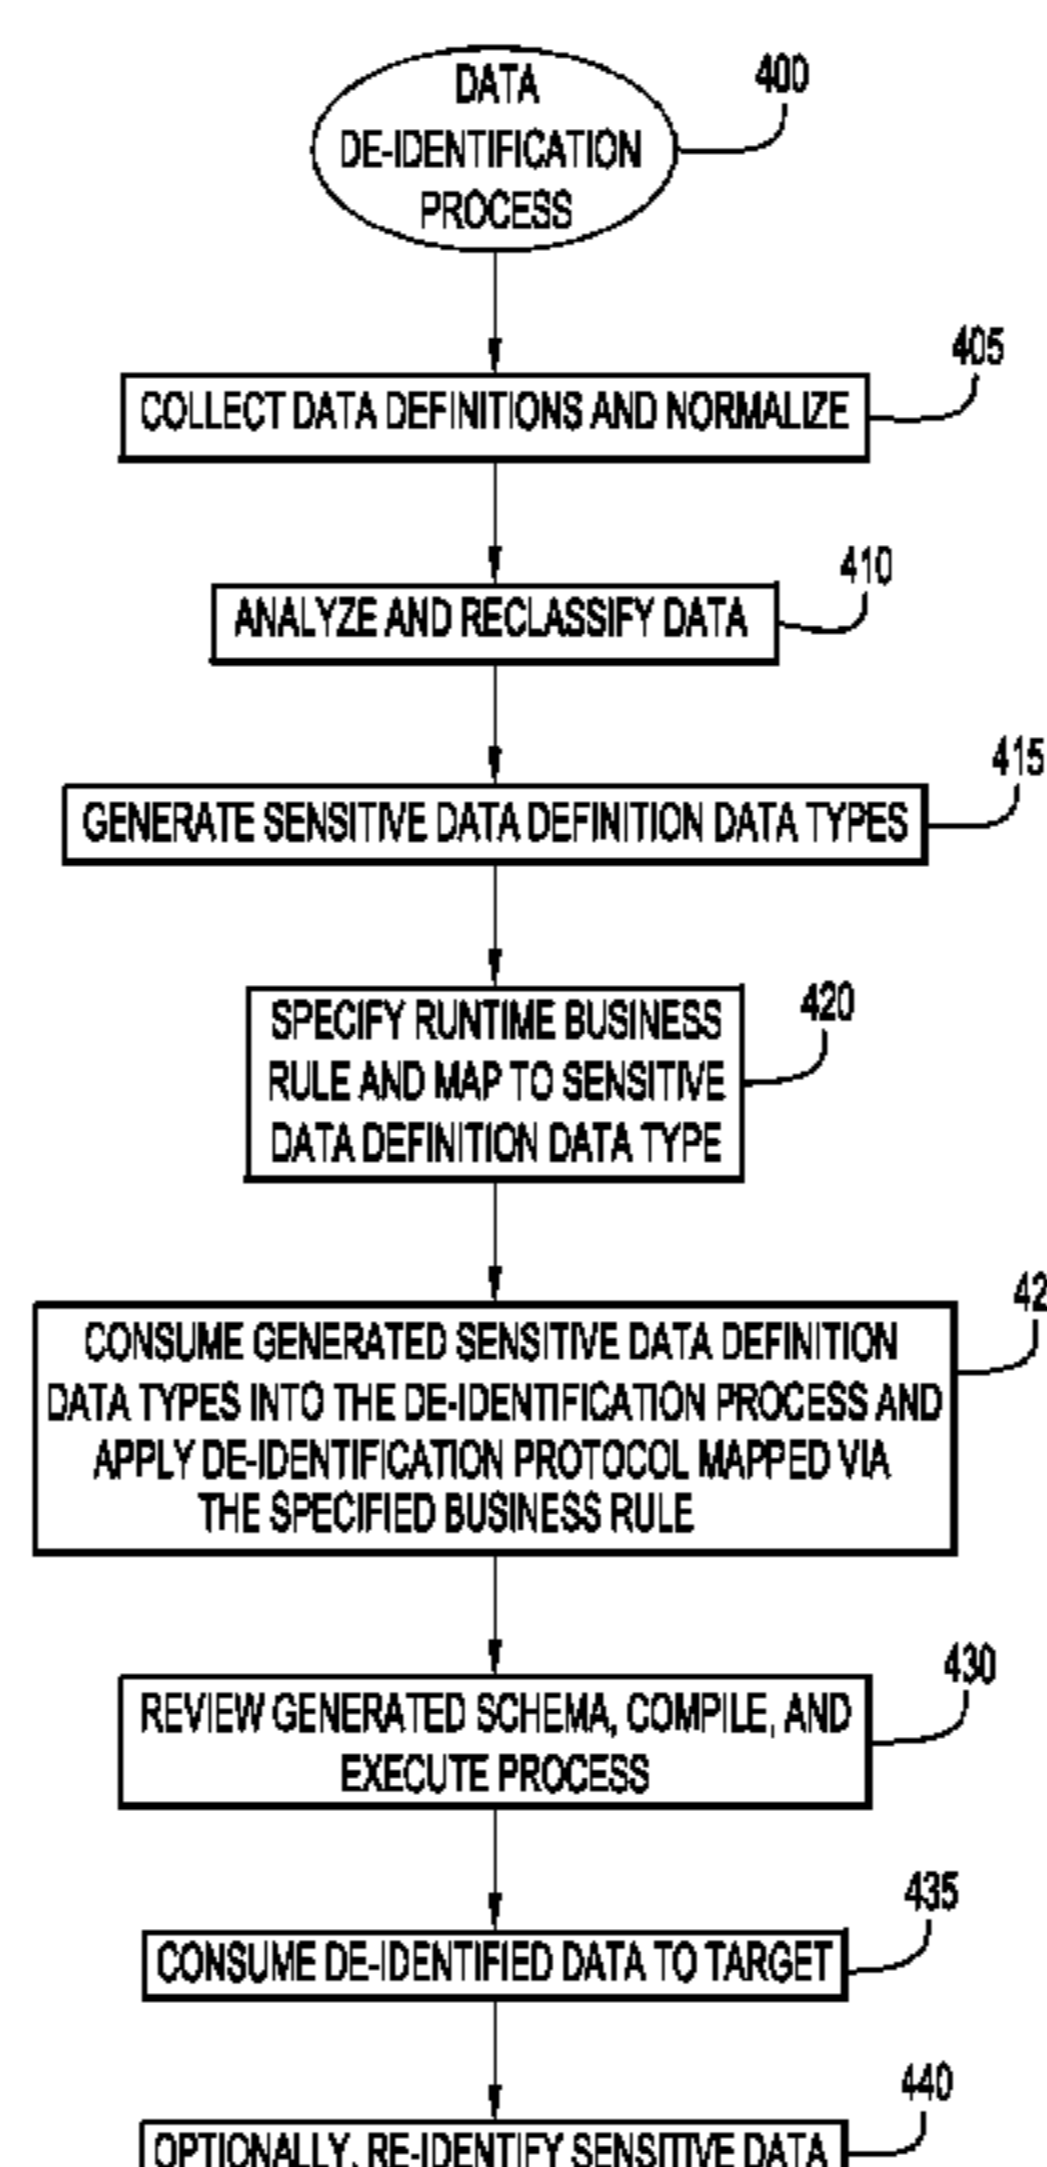 DATA
DE-IDENTIFICATION
PROCESS
400
405
COLLECT DATA DEFINITIONS AND NORMALIZE
410
ANALYZE AND RECLASSIFY DATA
415
GENERATE SENSITIVE DATA DEFINITION DATA TYPES
420
SPECIFY RUNTIME BUSINESS
RULE AND MAP TO SENSITIVE
DATA DEFINITION DATA TYPE
42
CONSUME GENERATED SENSITIVE DATA DEFINITION
DATA TYPES INTO THE DE-IDENTIFICATION PROCESS AND
APPLY DE-IDENTIFICATION PROTOCOL MAPPED VIA
THE SPECIFIED BUSINESS RULE
430
REVIEW GENERATED SCHEMA, COMPILE, AND
EXECUTE PROCESS
435
CONSUME DE-IDENTIFIED DATA TO TARGET
440
OPTIONALLY, RE-IDENTIFY SENSITIVE DATA